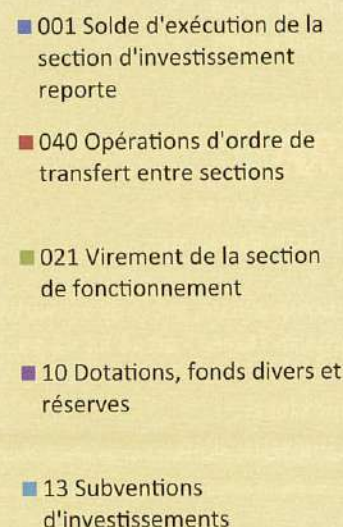 001 Solde d'exécution de la
section d'investissement
reporte
040 Opérations d'ordre de
transfert entre sections
021 Virement de la section
de fonctionnement
10 Dotations, fonds divers et
réserves
13 Subventions
d'investissements